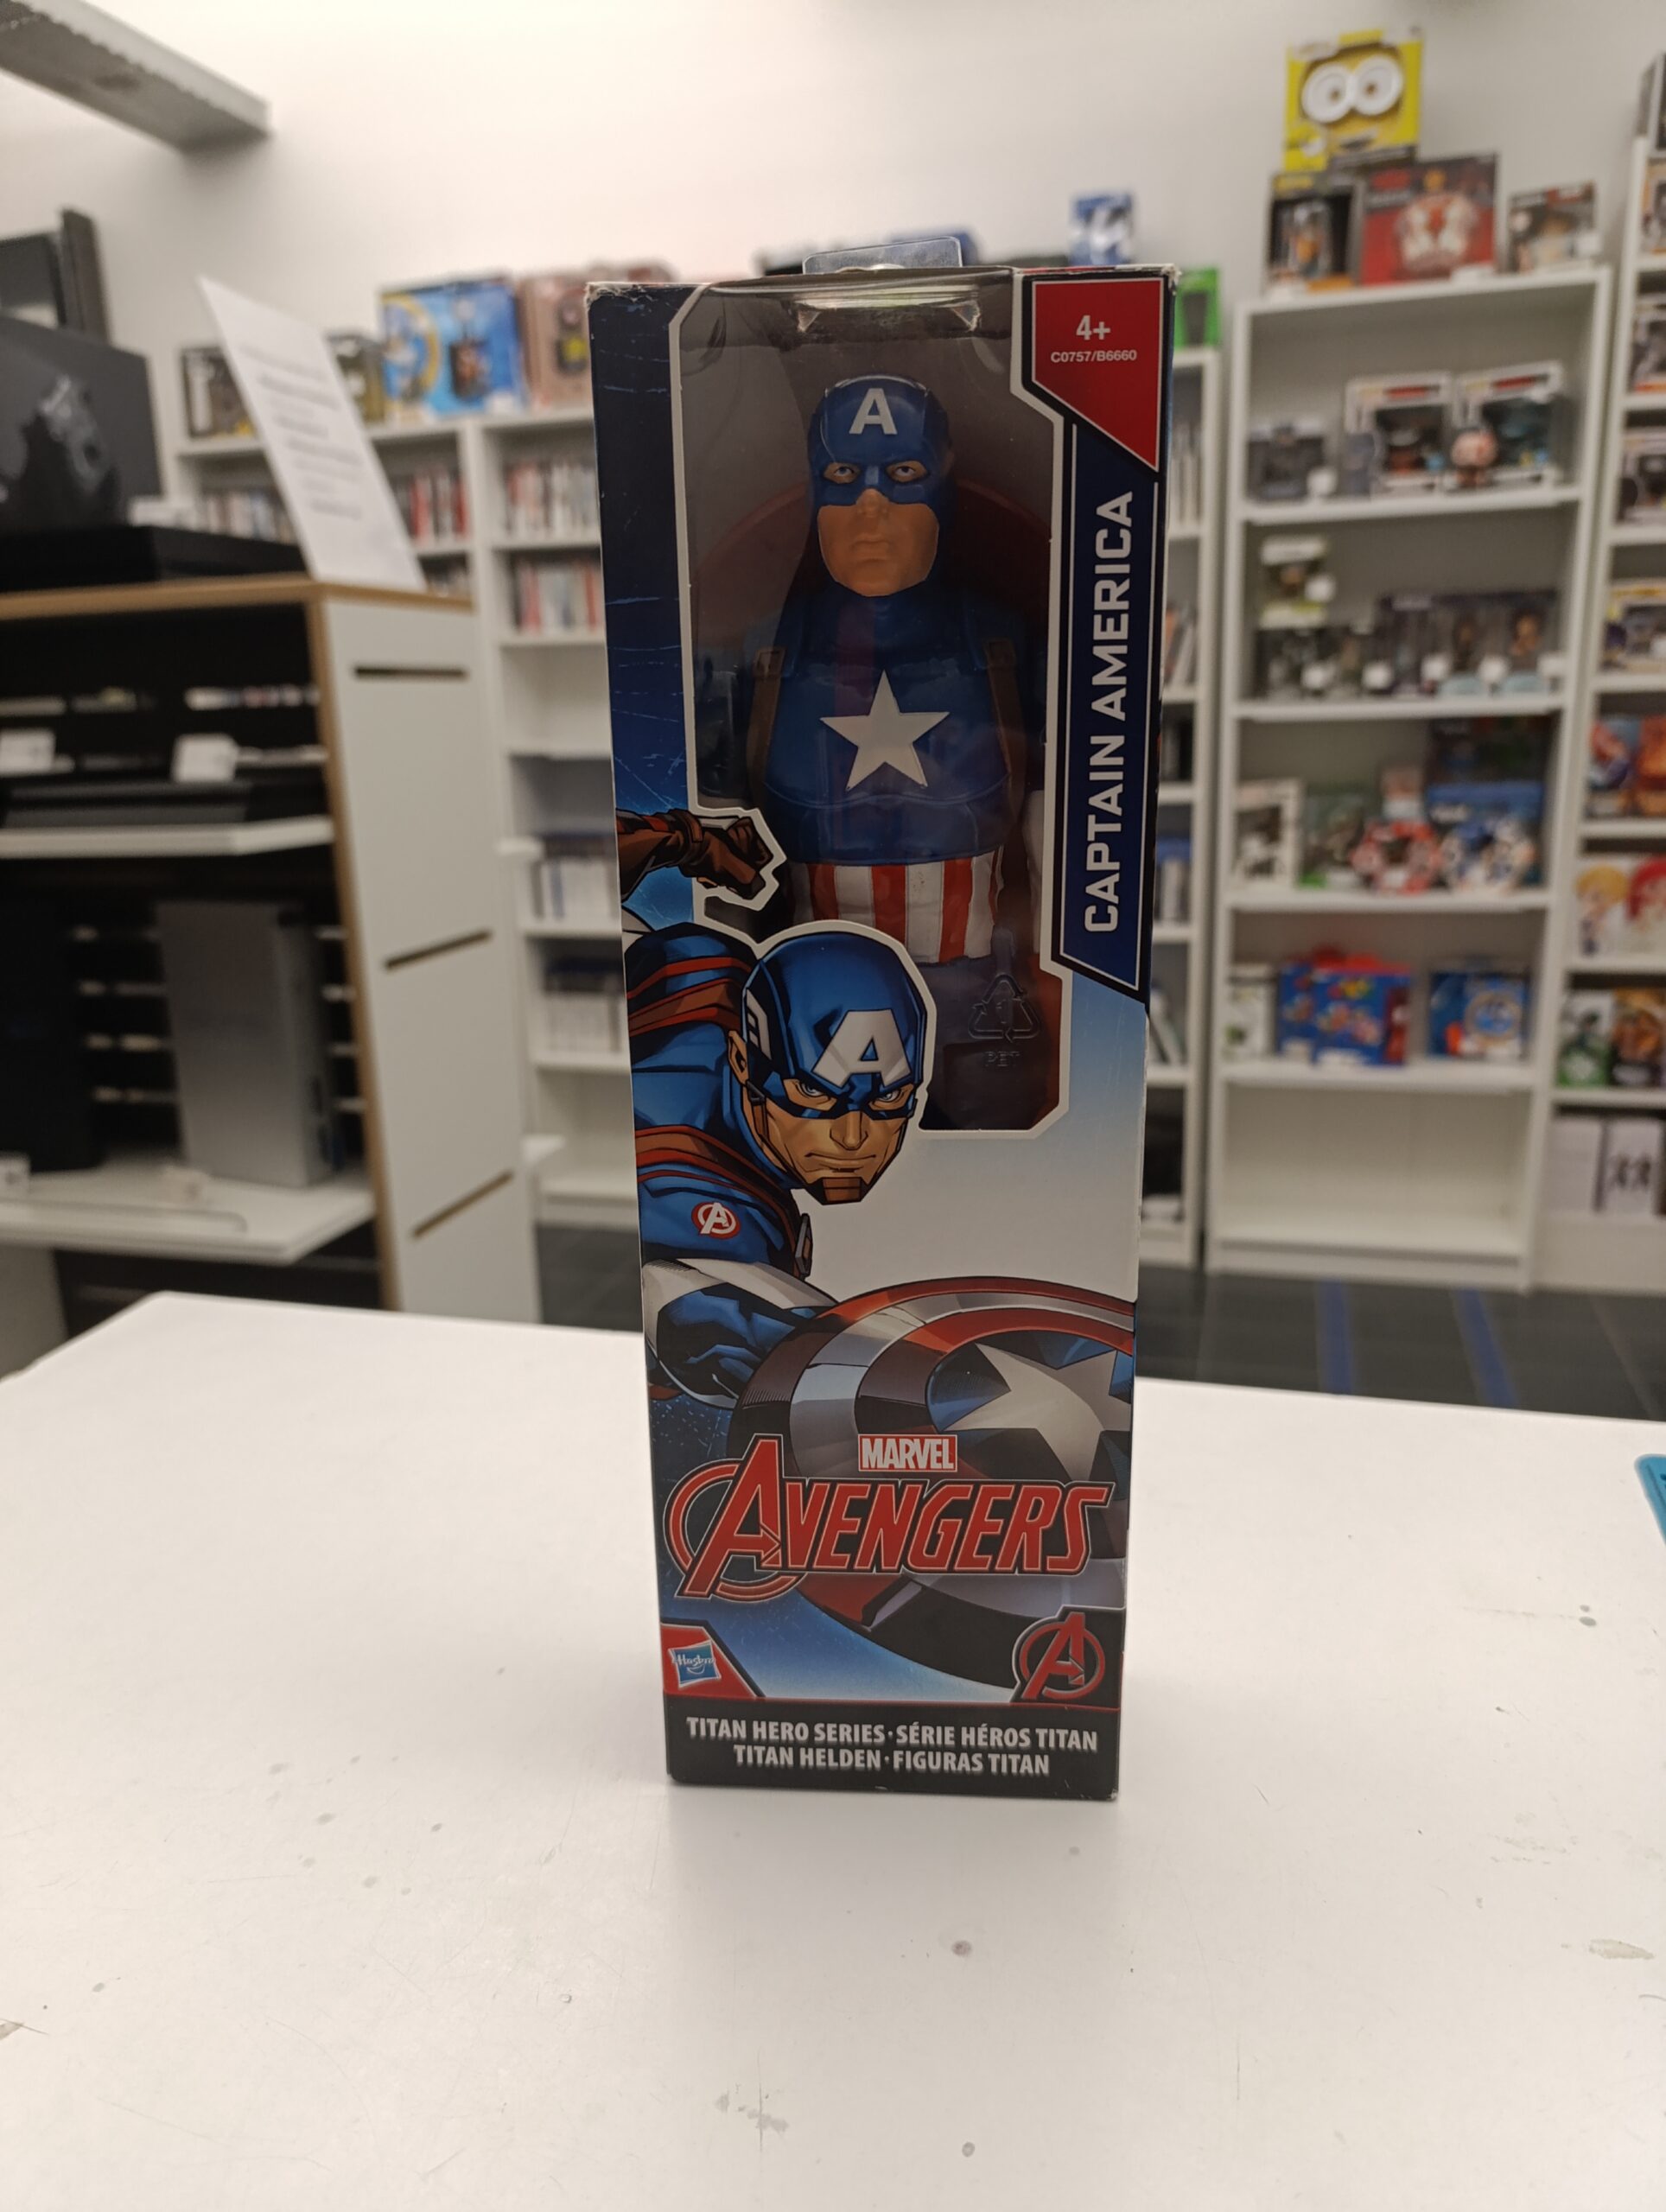 4+
C0757/B6660
CAPTAIN AMERICA
A
A
PET
A
MARVEL
AVENGERS
Hasbro
A
TITAN HERO SERIES·SÉRIE HÉROS TITAN
TITAN HELDEN·FIGURAS TITAN